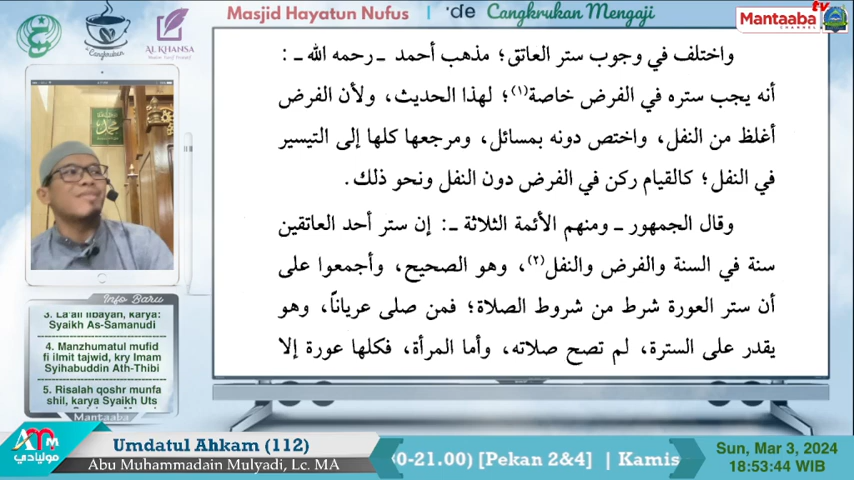 Masjid Hayatun Nufus | de Cangkrukan Mengaji
tv
Mantaaba
CHANNEL
Cangkrukan
AL KHANSA
واختلف في وجوب ستر العاتق؛ مذهب أحمد ـ رحمه الله ـ :
أنه يجب ستره في الفرض خاصة(١)؛ لهذا الحديث، ولأن الفرض
أغلظ من النفل، واختص دونه بمسائل، ومرجعها كلها إلى التيسير
في النفل؛ كالقيام ركن في الفرض دون النفل ونحو ذلك.
وقال الجمهور ـ ومنهم الأئمة الثلاثة ـ : إن ستر أحد العاتقين
سنة في السنة والفرض والنفل(٢)، وهو الصحيح، وأجمعوا على
أن ستر العورة شرط من شروط الصلاة؛ فمن صلى عرياناً، وهو
يقدر على السترة، لم تصح صلاته، وأما المرأة، فكلها عورة إلا
Info Baru
3. La'ali libayan, karya:
Syaikh As-Samanudi
4. Manzhumatul mufid
fi ilmit tajwid, kry Imam
Syihabuddin Ath-Thibi
5. Risalah qoshr munfa
shil, karya Syaikh Uts
Mantaaba
موليادي
Umdatul Ahkam (112)
Abu Muhammadain Mulyadi, Lc. MA
0-21.00) [Pekan 2&4] | Kamis
Sun, Mar 3, 2024
18:53:44 WIB